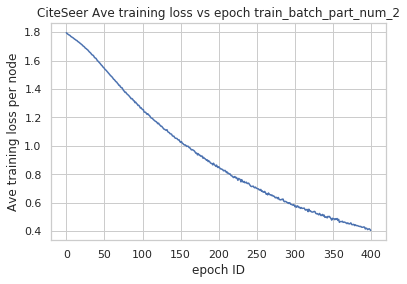 CiteSeer Ave training loss vs epoch train_batch_part_num_2
1.8
1.6
1.4
1.2
1.0
0.8
0.6
0.4
Ave training loss per node
0 50 100 150 200 250 300 350 400
epoch ID